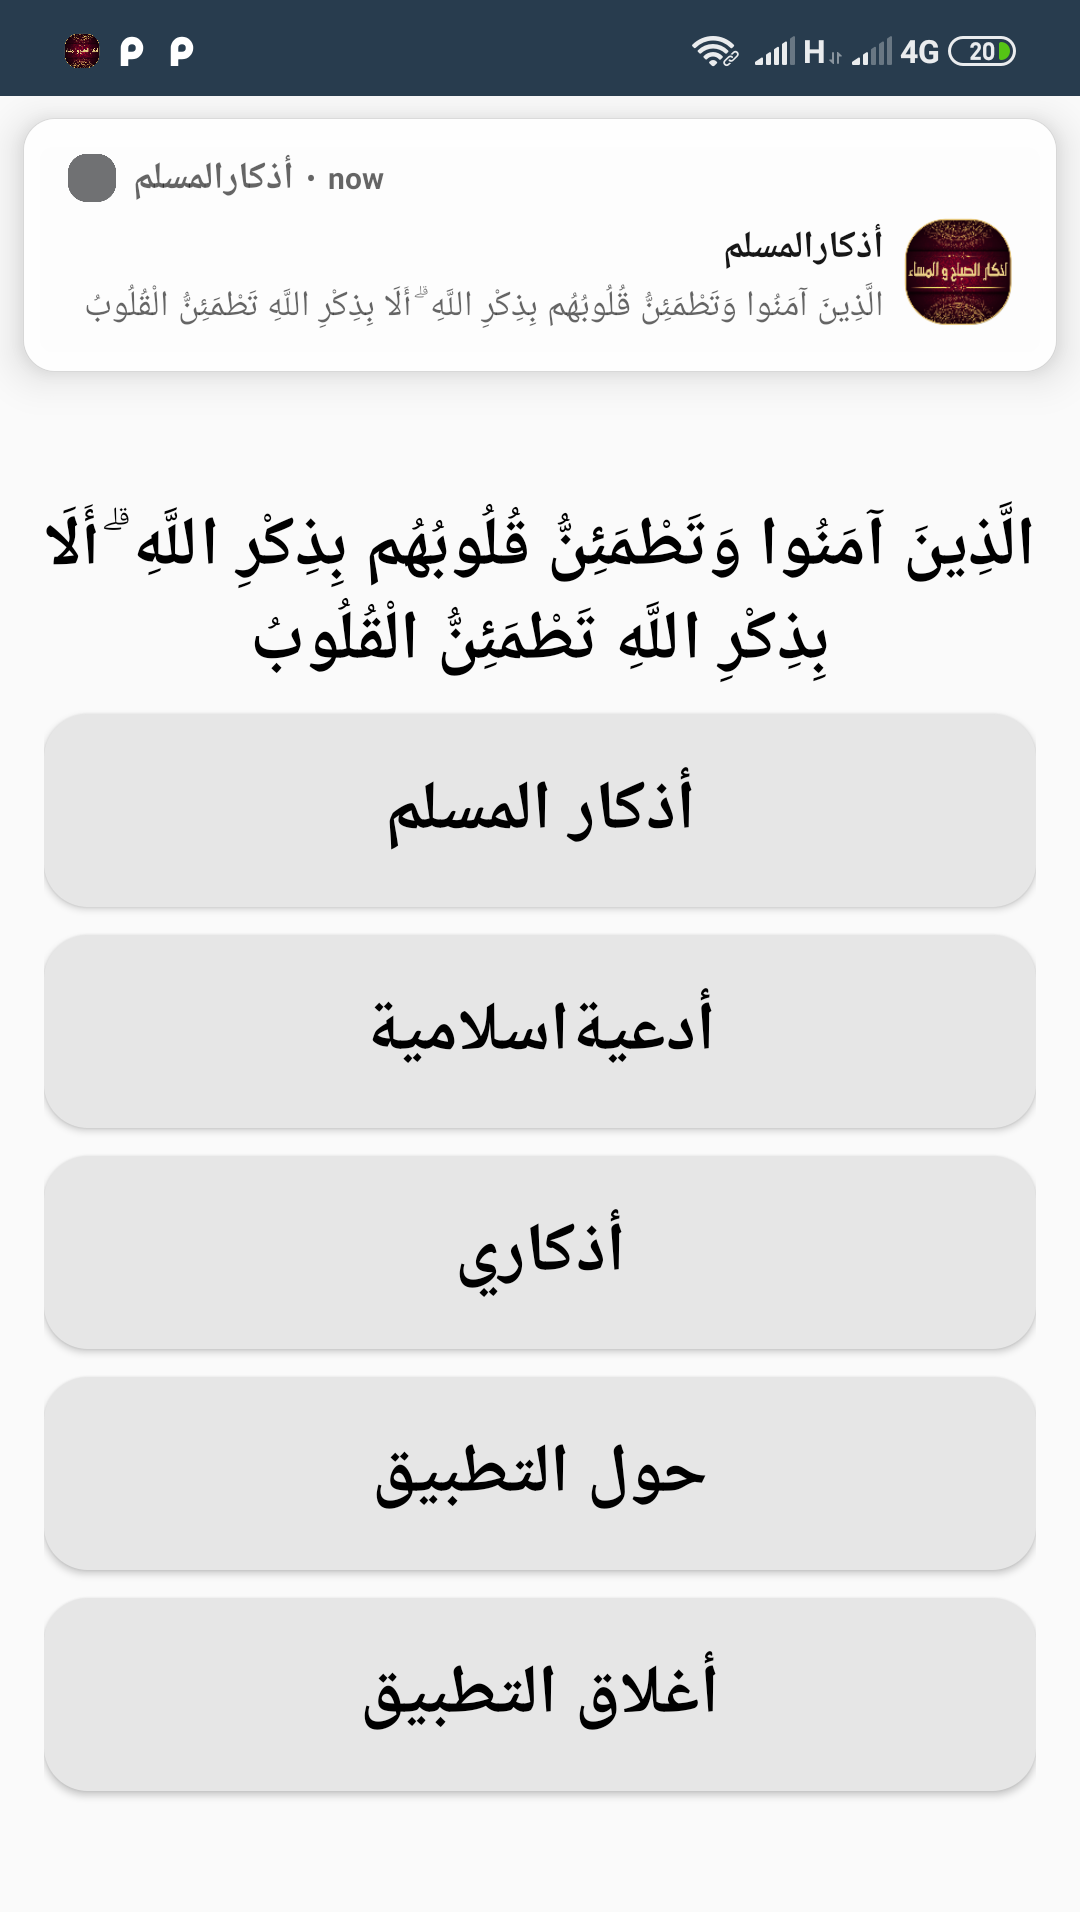 H 4G 20
أذكارالمسلم • now
أذكارالمسلم
اذكار الصباح و المساء
الَّذِينَ آمَنُوا وَتَطْمَئِنُّ قُلُوبُهُم بِذِكْرِ اللَّهِ ۗ أَلَا بِذِكْرِ اللَّهِ تَطْمَئِنُّ الْقُلُوبُ
الَّذِينَ آمَنُوا وَتَطْمَئِنُّ قُلُوبُهُم بِذِكْرِ اللَّهِ ۗ أَلَا
بِذِكْرِ اللَّهِ تَطْمَئِنُّ الْقُلُوبُ
أذكار المسلم
أدعية اسلامية
أذكاري
حول التطبيق
أغلاق التطبيق